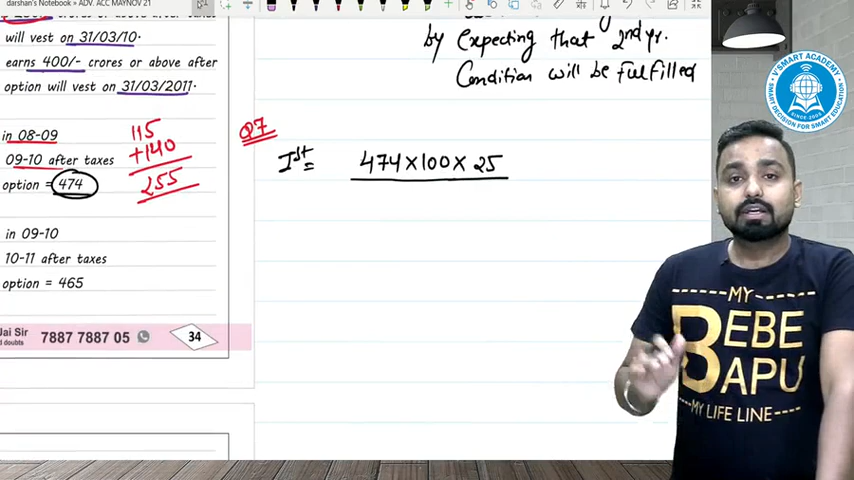 darshan's Notebook » ADV. ACC MAYNOV 21
will vest on 31/03/10.
earns 400/- crores or above after
option will vest on 31/03/2011.
in 08-09
09-10 after taxes
option = 474
in 09-10
10-11 after taxes
option = 465
Jai Sir
d doubts
7887 7887 05
34
115
+140
255
by Expecting that 2nd yr.
Condition will be Fulfilled
Q7
Ist =
474×100×25
V'SMART ACADEMY
SMART DECISION FOR SMART EDUCATION
SINCE-2003
MY
BEBE
BAPU
MY LIFE LINE